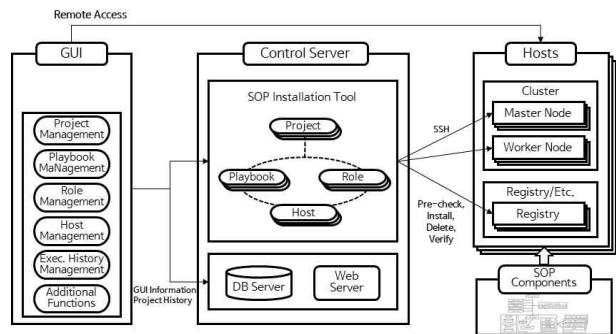 Remote Access
GUI
Control Server
Hosts
Project
Management
Playbook
MaNagement
Role
Management
Host
Management
Exec. History
Management
Additional
Functions
GUI Information
Project History
SOP Installation Tool
Project
Playbook
Role
Host
DB Server
Web
Server
SSH
Pre-check,
Install,
Delete,
Verify
Cluster
Master Node
Worker Node
Registry/Etc.
Registry
SOP
Components